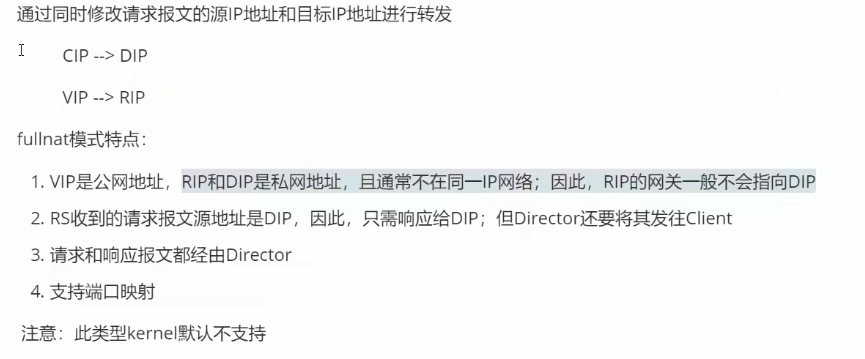 通过同时修改请求报文的源IP地址和目标IP地址进行转发
CIP --> DIP
VIP --> RIP
fullnat模式特点：
1. VIP是公网地址，RIP和DIP是私网地址，且通常不在同一IP网络；因此，RIP的网关一般不会指向DIP
2. RS收到的请求报文源地址是DIP，因此，只需响应给DIP；但Director还要将其发往Client
3. 请求和响应报文都经由Director
4. 支持端口映射
注意：此类型kernel默认不支持